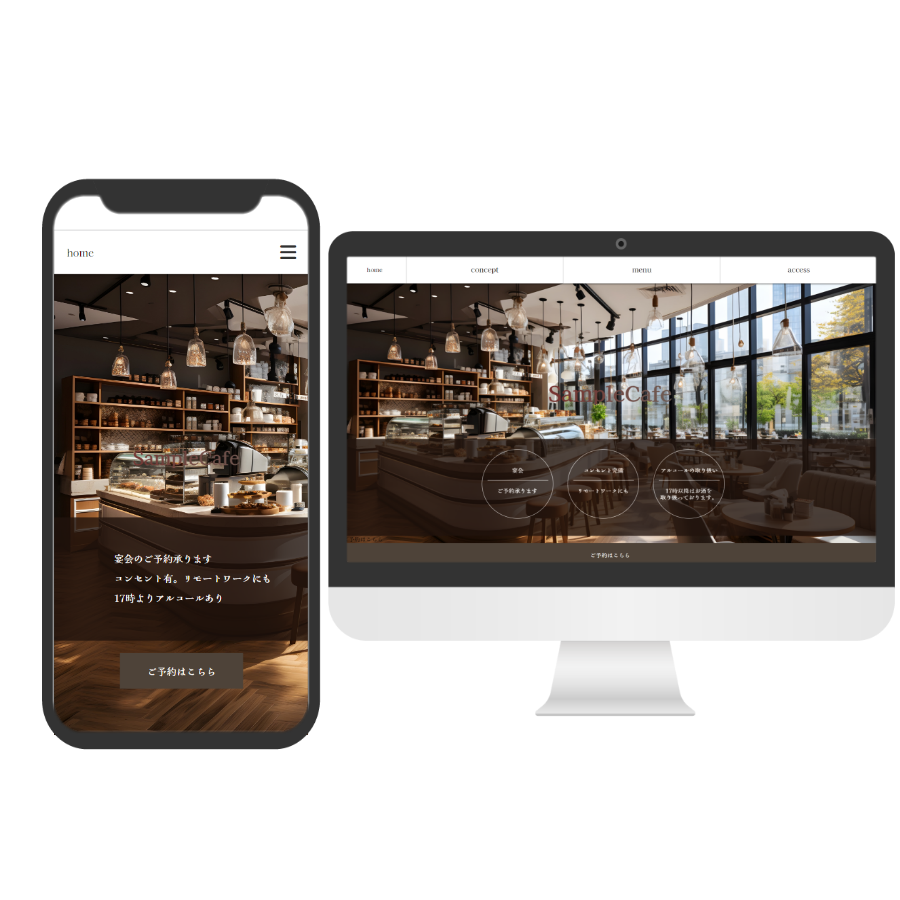 home
SampleCafe
宴会のご予約承ります
コンセント有。リモートワークにも
17時よりアルコールあり
ご予約はこちら
home
concept
menu
access
SampleCafe
宴会
ご予約承ります
コンセント完備
リモートワークにも
アルコールの取り扱い
17時以降はお酒を
取り扱っております。
ご予約はこちら